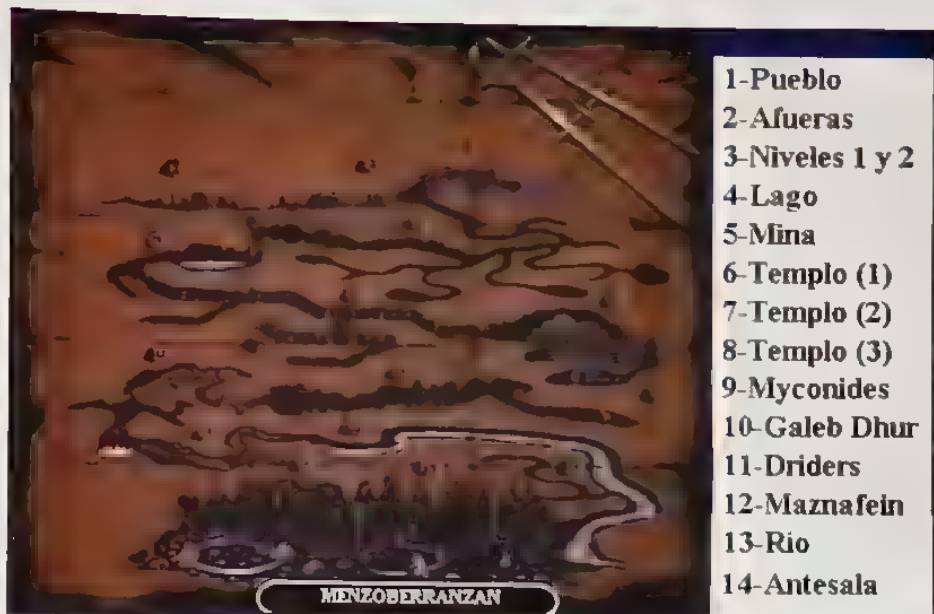 1-Pueblo
2-Afueras
3-Niveles 1 y 2
4-Lago
5-Mina
6-Templo (1)
7-Templo (2)
8-Templo (3)
9-Myconides
10-Galeb Dhur
11-Driders
12-Maznafein
13-Rio
14-Antesala
MENZOBERRANZAN